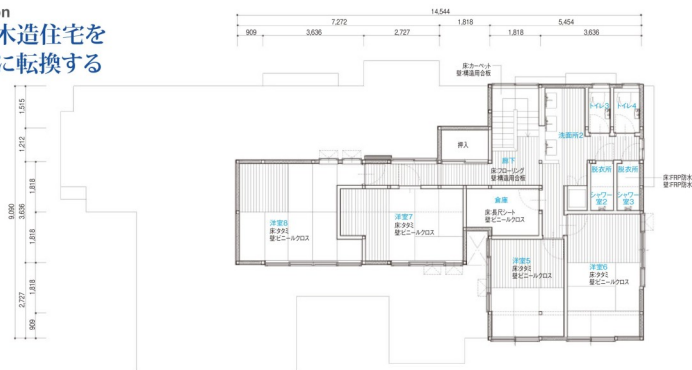 on
木造住宅を
に転換する
14,544
7,272
1,818
5,454
909
3,636
2,727
1,818
3,636
1,515
1,212
1,818
9,090
3,636
1,818
1,818
2,727
909
床:カーペット
壁:構造用合板
トイレ3
トイレ4
洗面所2
押入
廊下
床:フローリング
壁:構造用合板
脱衣所
脱衣所
床:FRP防水
壁:FRP防水
シャワー
室2
シャワー
室3
倉庫
床:長尺シート
壁:ビニールクロス
洋室8
床:タタミ
壁:ビニールクロス
洋室7
床:タタミ
壁:ビニールクロス
洋室5
床:タタミ
壁:ビニールクロス
洋室6
床:タタミ
壁:ビニールクロス